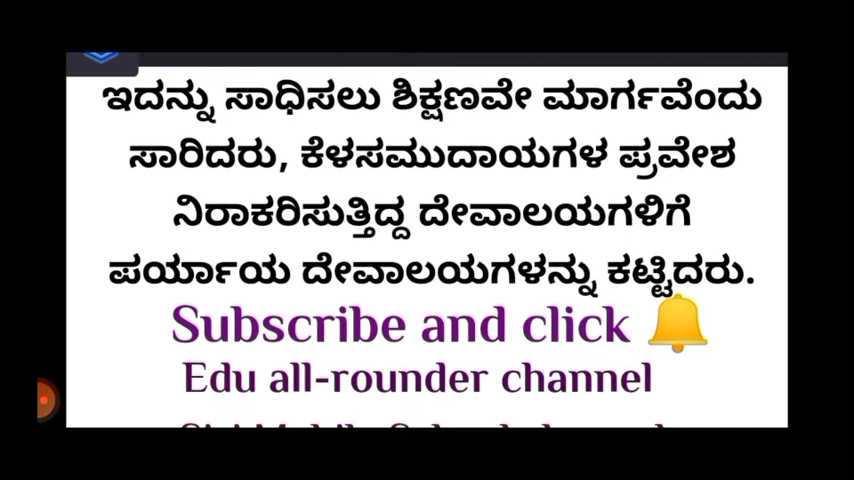 ಇದನ್ನು ಸಾಧಿಸಲು ಶಿಕ್ಷಣವೇ ಮಾರ್ಗವೆಂದು
ಸಾರಿದರು, ಕೆಳಸಮುದಾಯಗಳ ಪ್ರವೇಶ
ನಿರಾಕರಿಸುತ್ತಿದ್ದ ದೇವಾಲಯಗಳಿಗೆ
ಪರ್ಯಾಯ ದೇವಾಲಯಗಳನ್ನು ಕಟ್ಟಿದರು.
Subscribe and click 🔔
Edu all-rounder channel